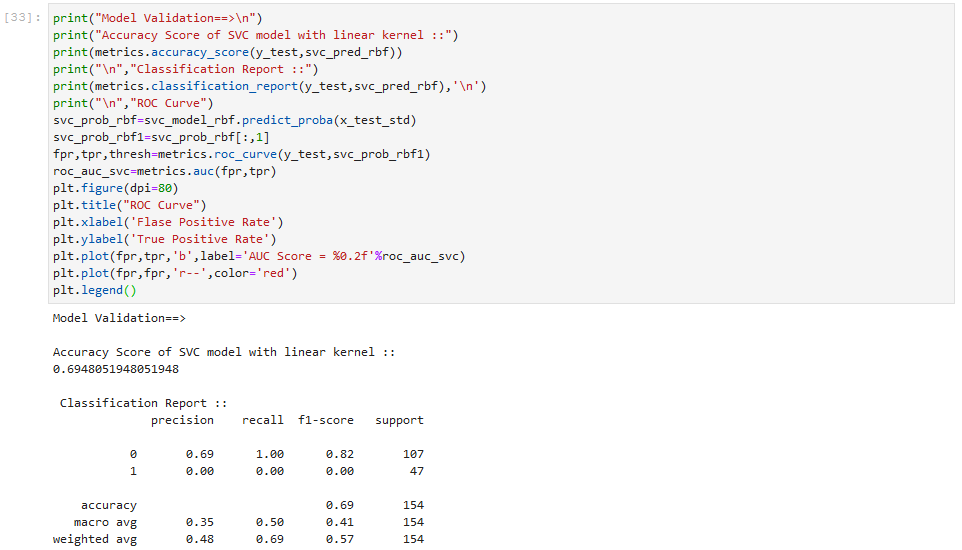 [33]: print("Model Validation==>\n")
print("Accuracy Score of SVC model with linear kernel ::")
print(metrics.accuracy_score(y_test,svc_pred_rbf))
print("\n","Classification Report ::")
print(metrics.classification_report(y_test,svc_pred_rbf),'\n')
print("\n","ROC Curve")
svc_prob_rbf=svc_model_rbf.predict_proba(x_test_std)
svc_prob_rbf1=svc_prob_rbf[:,1]
fpr,tpr,thresh=metrics.roc_curve(y_test,svc_prob_rbf1)
roc_auc_svc=metrics.auc(fpr,tpr)
plt.figure(dpi=80)
plt.title("ROC Curve")
plt.xlabel('Flase Positive Rate')
plt.ylabel('True Positive Rate')
plt.plot(fpr,tpr,'b',label='AUC Score = %0.2f'%roc_auc_svc)
plt.plot(fpr,fpr,'r--',color='red')
plt.legend()
Model Validation==>
Accuracy Score of SVC model with linear kernel ::
0.6948051948051948
Classification Report ::
precision recall f1-score support
0 0.69 1.00 0.82 107
1 0.00 0.00 0.00 47
accuracy 0.69 154
macro avg 0.35 0.50 0.41 154
weighted avg 0.48 0.69 0.57 154